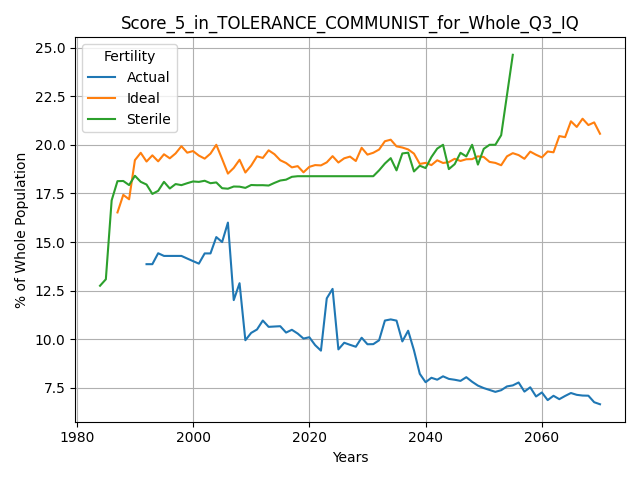 Score_5_in_TOLERANCE_COMMUNIST_for_Whole_Q3_IQ
Fertility
Actual
Ideal
Sterile
% of Whole Population
25.0
22.5
20.0
17.5
15.0
12.5
10.0
7.5
1980 2000 2020 2040 2060
Years